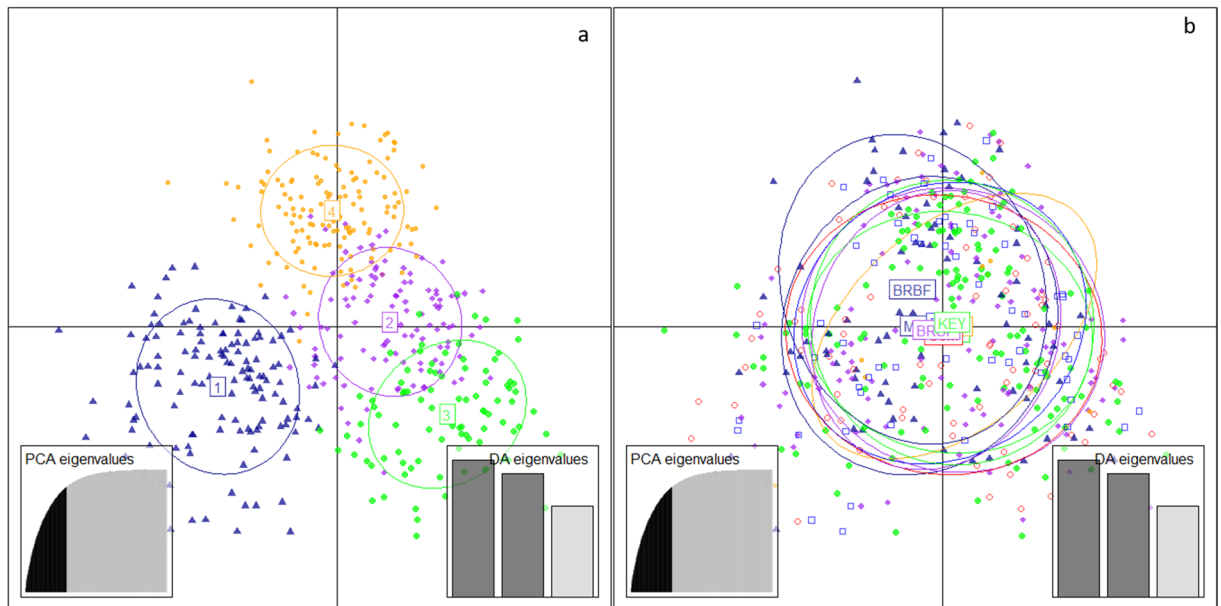 a
4
2
1
3
PCA eigenvalues
DA eigenvalues
b
BRBF
KEY
PCA eigenvalues
DA eigenvalues